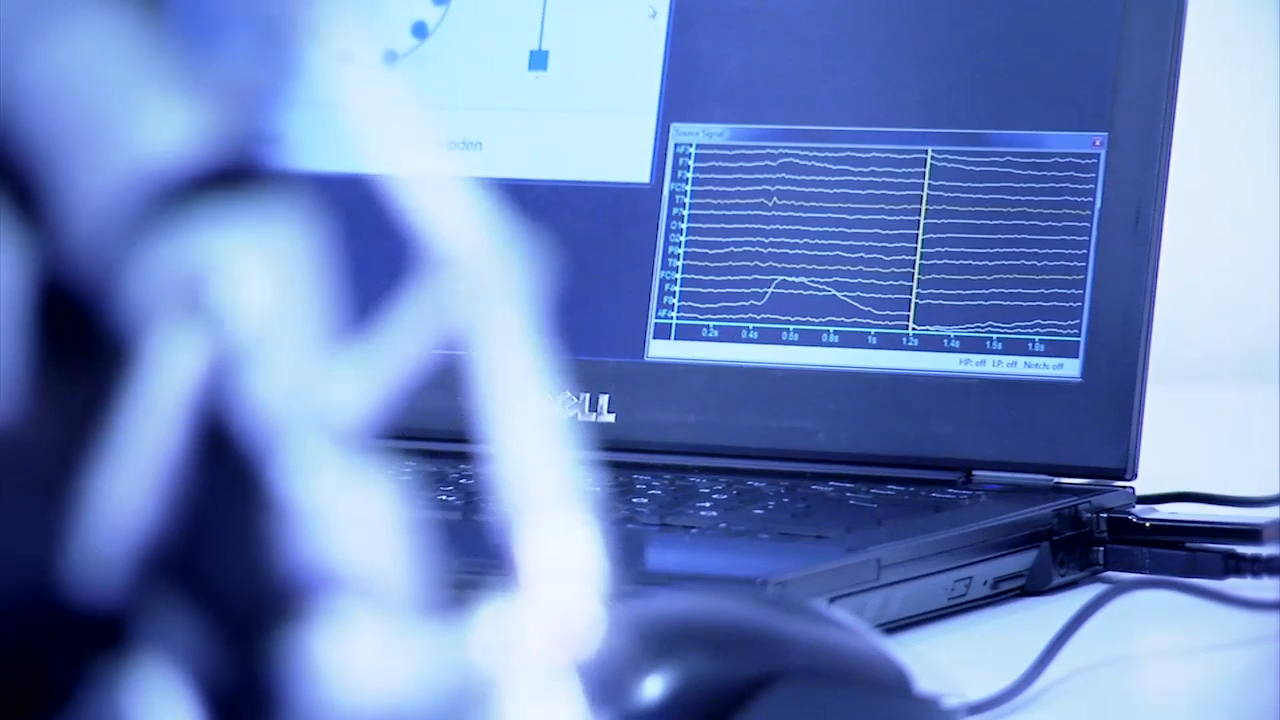 Source Signal
AF3
F7
F3
FC5
T7
P7
O1
O2
P8
T8
FC6
F4
F8
AF4
0.2s 0.4s 0.6s 0.8s 1s 1.2s 1.4s 1.6s 1.8s
HP: off LP: off Notch: off